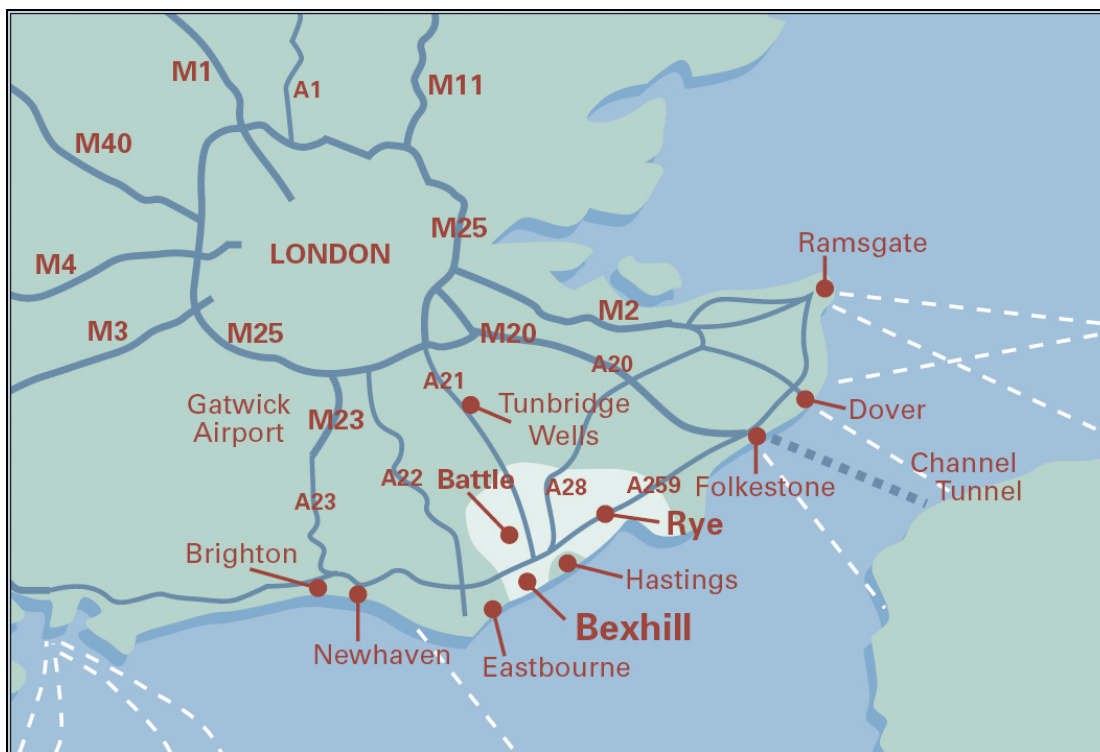 M1
A1
M11
M40
M25
LONDON
M4
Ramsgate
M3
M25
M2
M20
A20
A21
Gatwick
Airport
M23
Tunbridge
Wells
Dover
Channel
Tunnel
A22
Battle
A28
A259
Folkestone
A23
Rye
Brighton
Hastings
Bexhill
Newhaven
Eastbourne